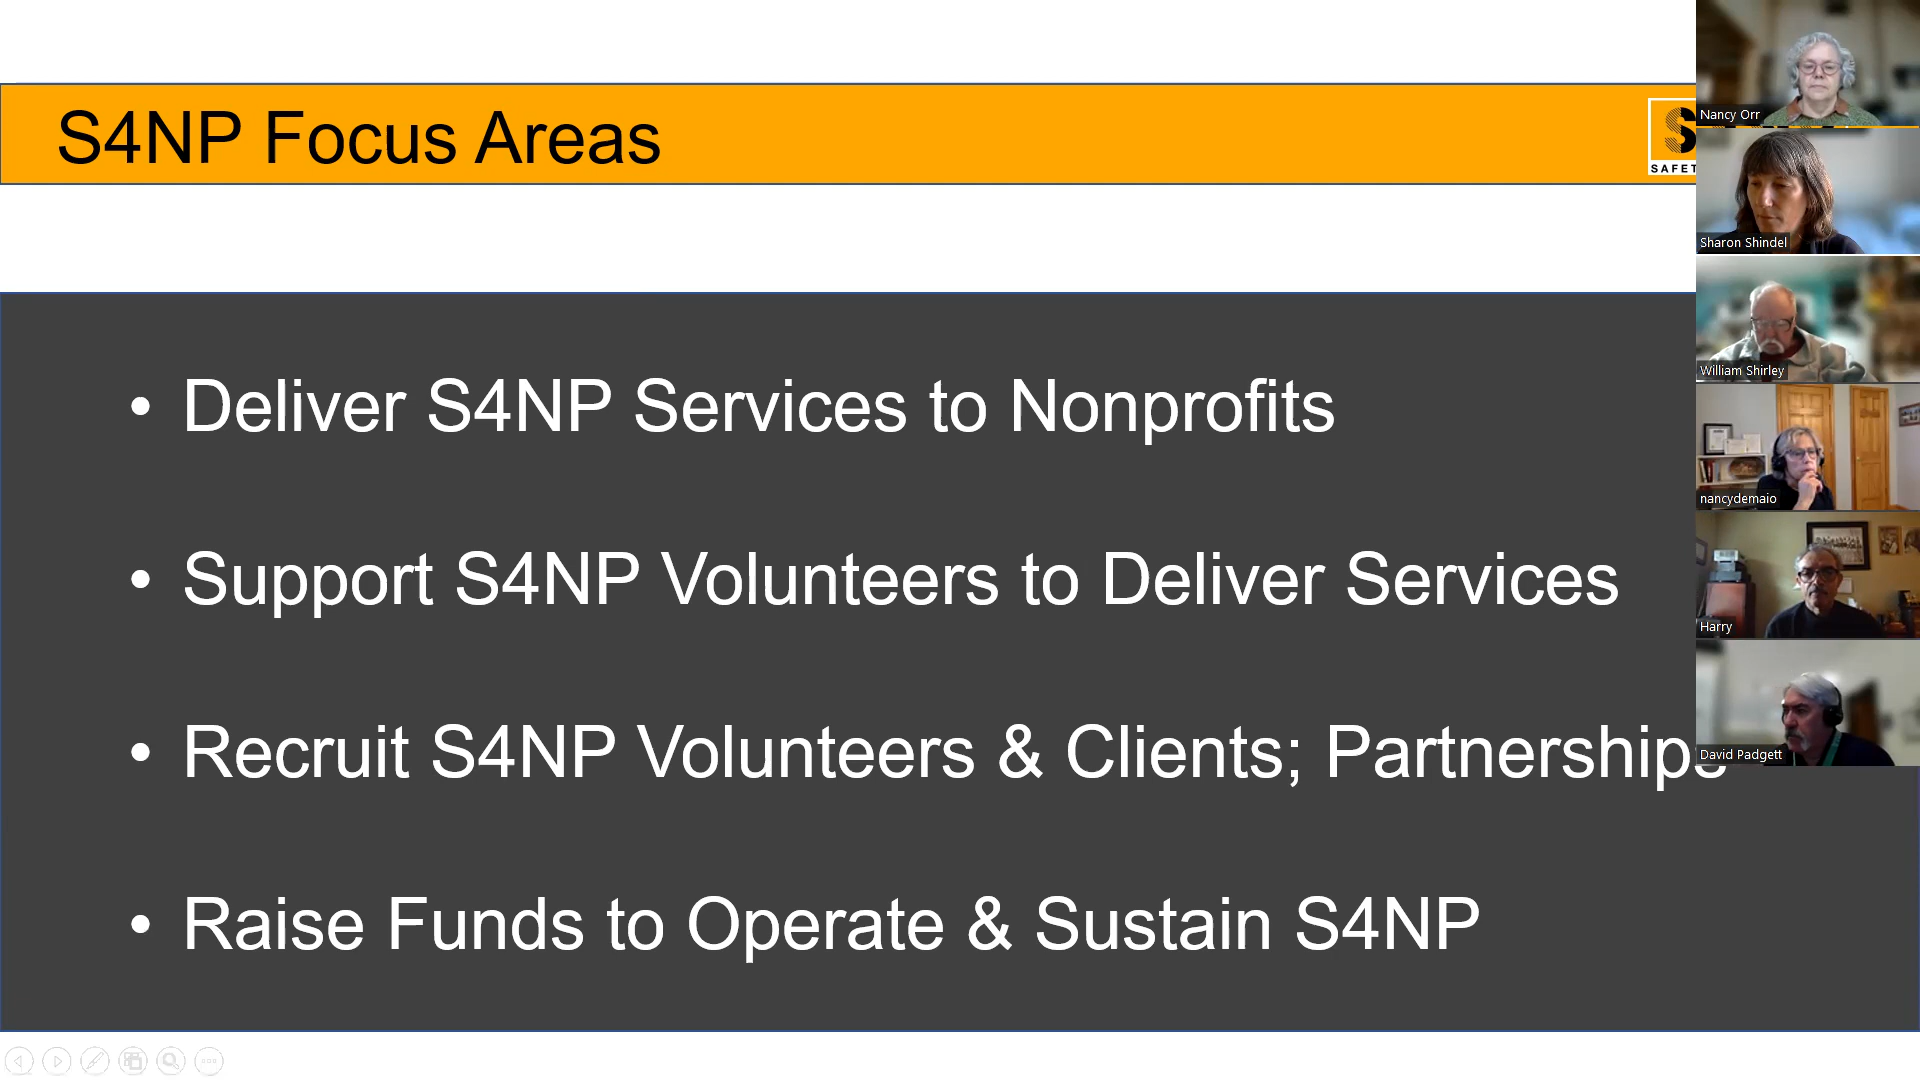 S4NP Focus Areas
S
SAFET
• Deliver S4NP Services to Nonprofits
• Support S4NP Volunteers to Deliver Services
• Recruit S4NP Volunteers & Clients; Partnerships
• Raise Funds to Operate & Sustain S4NP
Nancy Orr
Sharon Shindel
William Shirley
nancydemaio
Harry
David Padgett